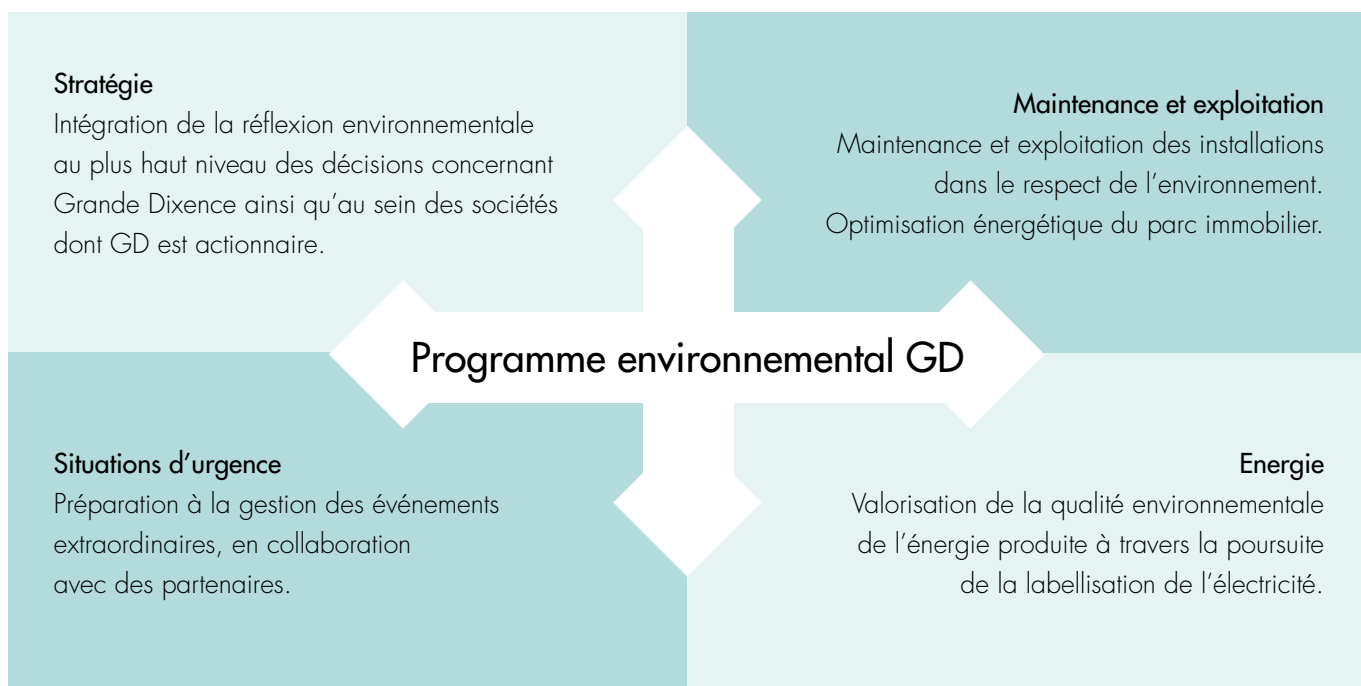 Stratégie
Intégration de la réflexion environnementale
au plus haut niveau des décisions concernant
Grande Dixence ainsi qu’au sein des sociétés
dont GD est actionnaire.
Maintenance et exploitation
Maintenance et exploitation des installations
dans le respect de l’environnement.
Optimisation énergétique du parc immobilier.
Programme environnemental GD
Situations d’urgence
Préparation à la gestion des événements
extraordinaires, en collaboration
avec des partenaires.
Energie
Valorisation de la qualité environnementale
de l’énergie produite à travers la poursuite
de la labellisation de l’électricité.